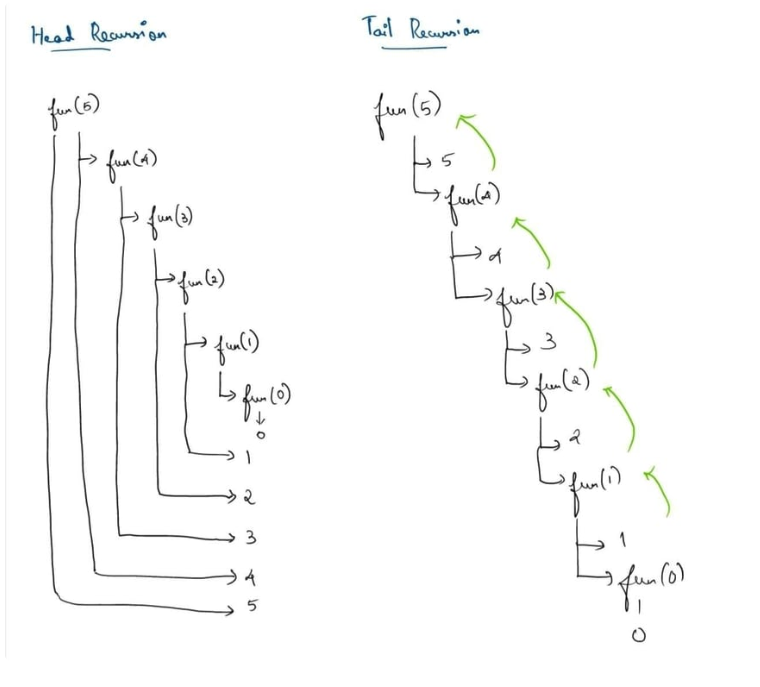 Head Recursion
fun(5)
fun(4)
fun(3)
fun(2)
fun(1)
fun(0)
0
1
2
3
4
5
Tail Recursion
fun(5)
5
fun(4)
4
fun(3)
3
fun(2)
2
fun(1)
1
fun(0)
0